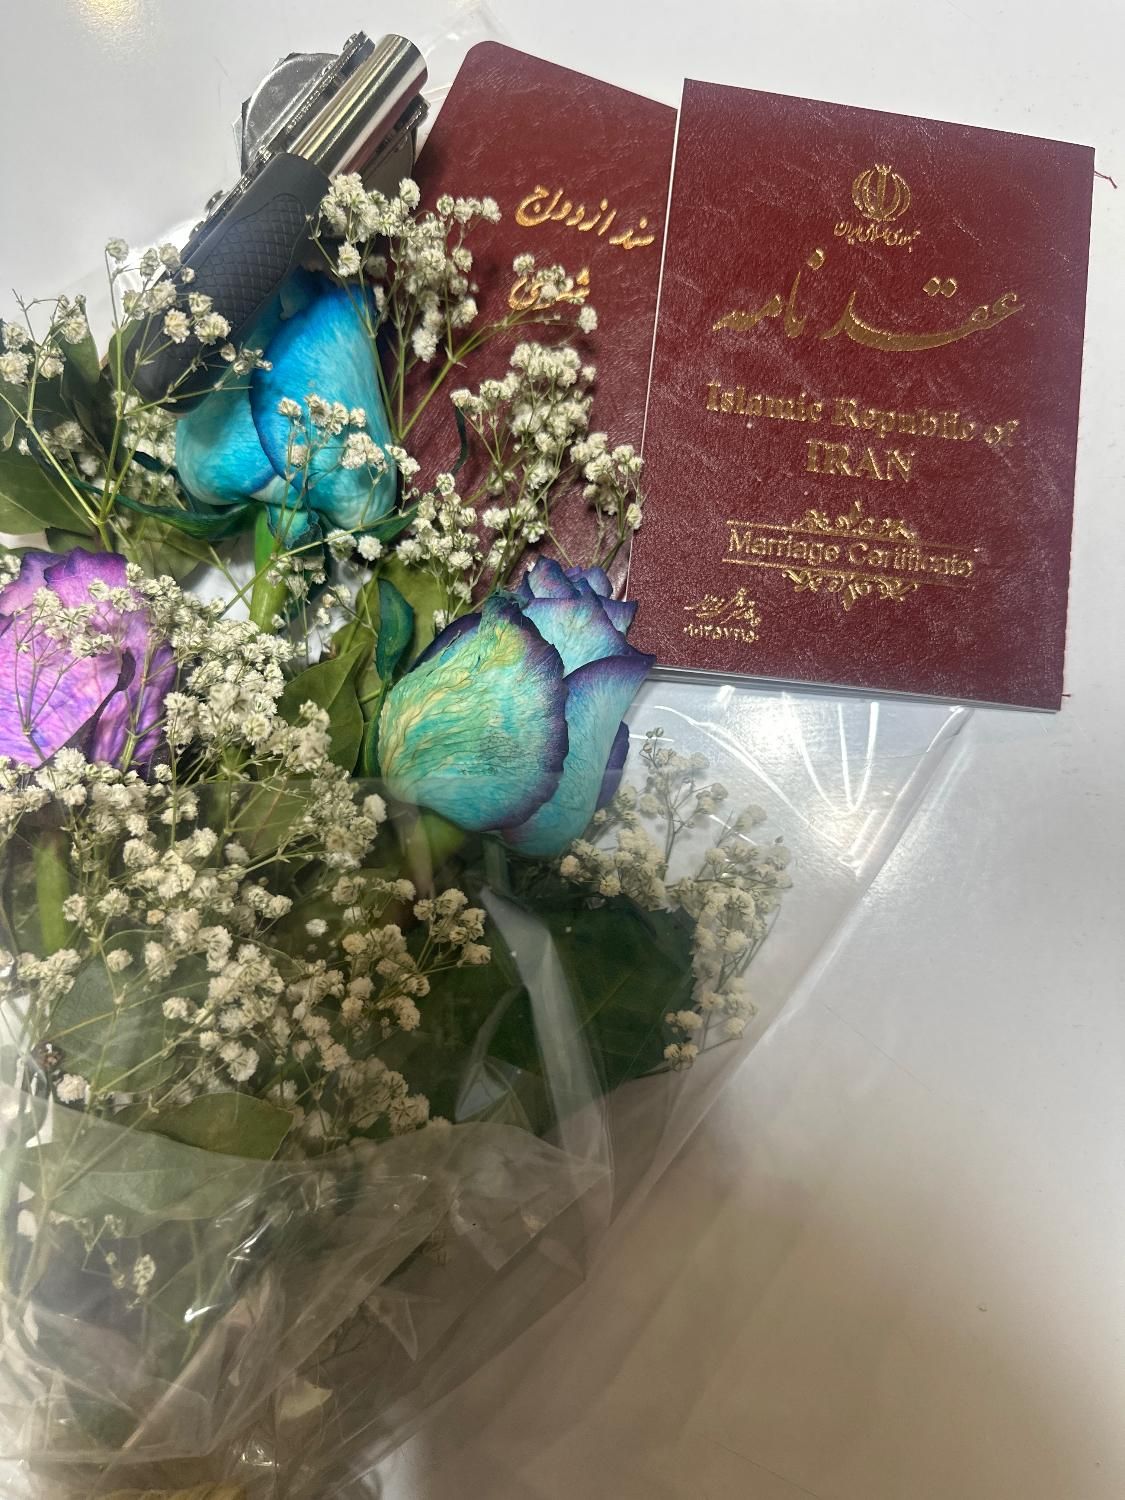 سند ازدواج
جمهوری اسلامی ایران
عقدنامه
Islamic Republic of
IRAN
Marriage Certificate